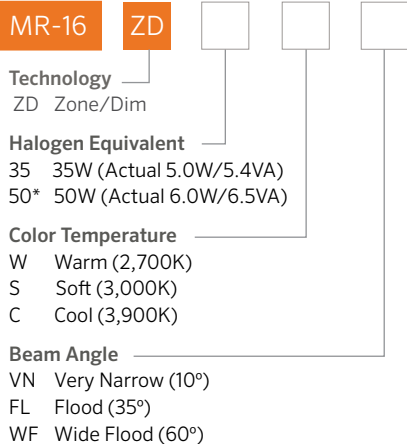 MR-16 ZD
Technology
ZD Zone/Dim
Halogen Equivalent
35 35W (Actual 5.0W/5.4VA)
50* 50W (Actual 6.0W/6.5VA)
Color Temperature
W Warm (2,700K)
S Soft (3,000K)
C Cool (3,900K)
Beam Angle
VN Very Narrow (10º)
FL Flood (35º)
WF Wide Flood (60º)